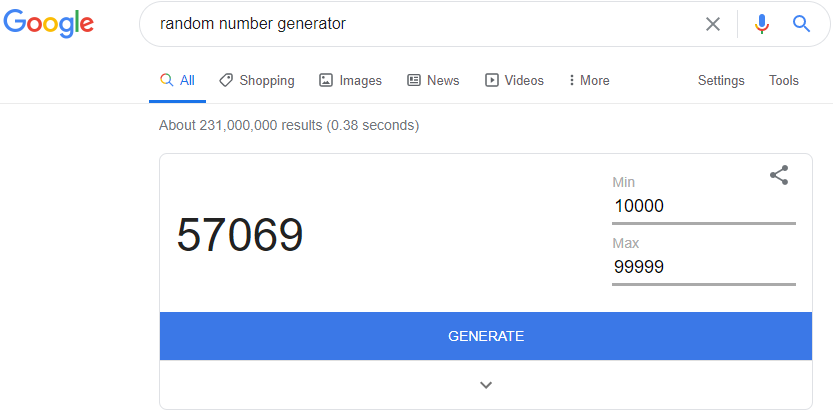 Google random number generator
All Shopping Images News Videos More Settings Tools
About 231,000,000 results (0.38 seconds)
Min
10000
57069
Max
99999
GENERATE